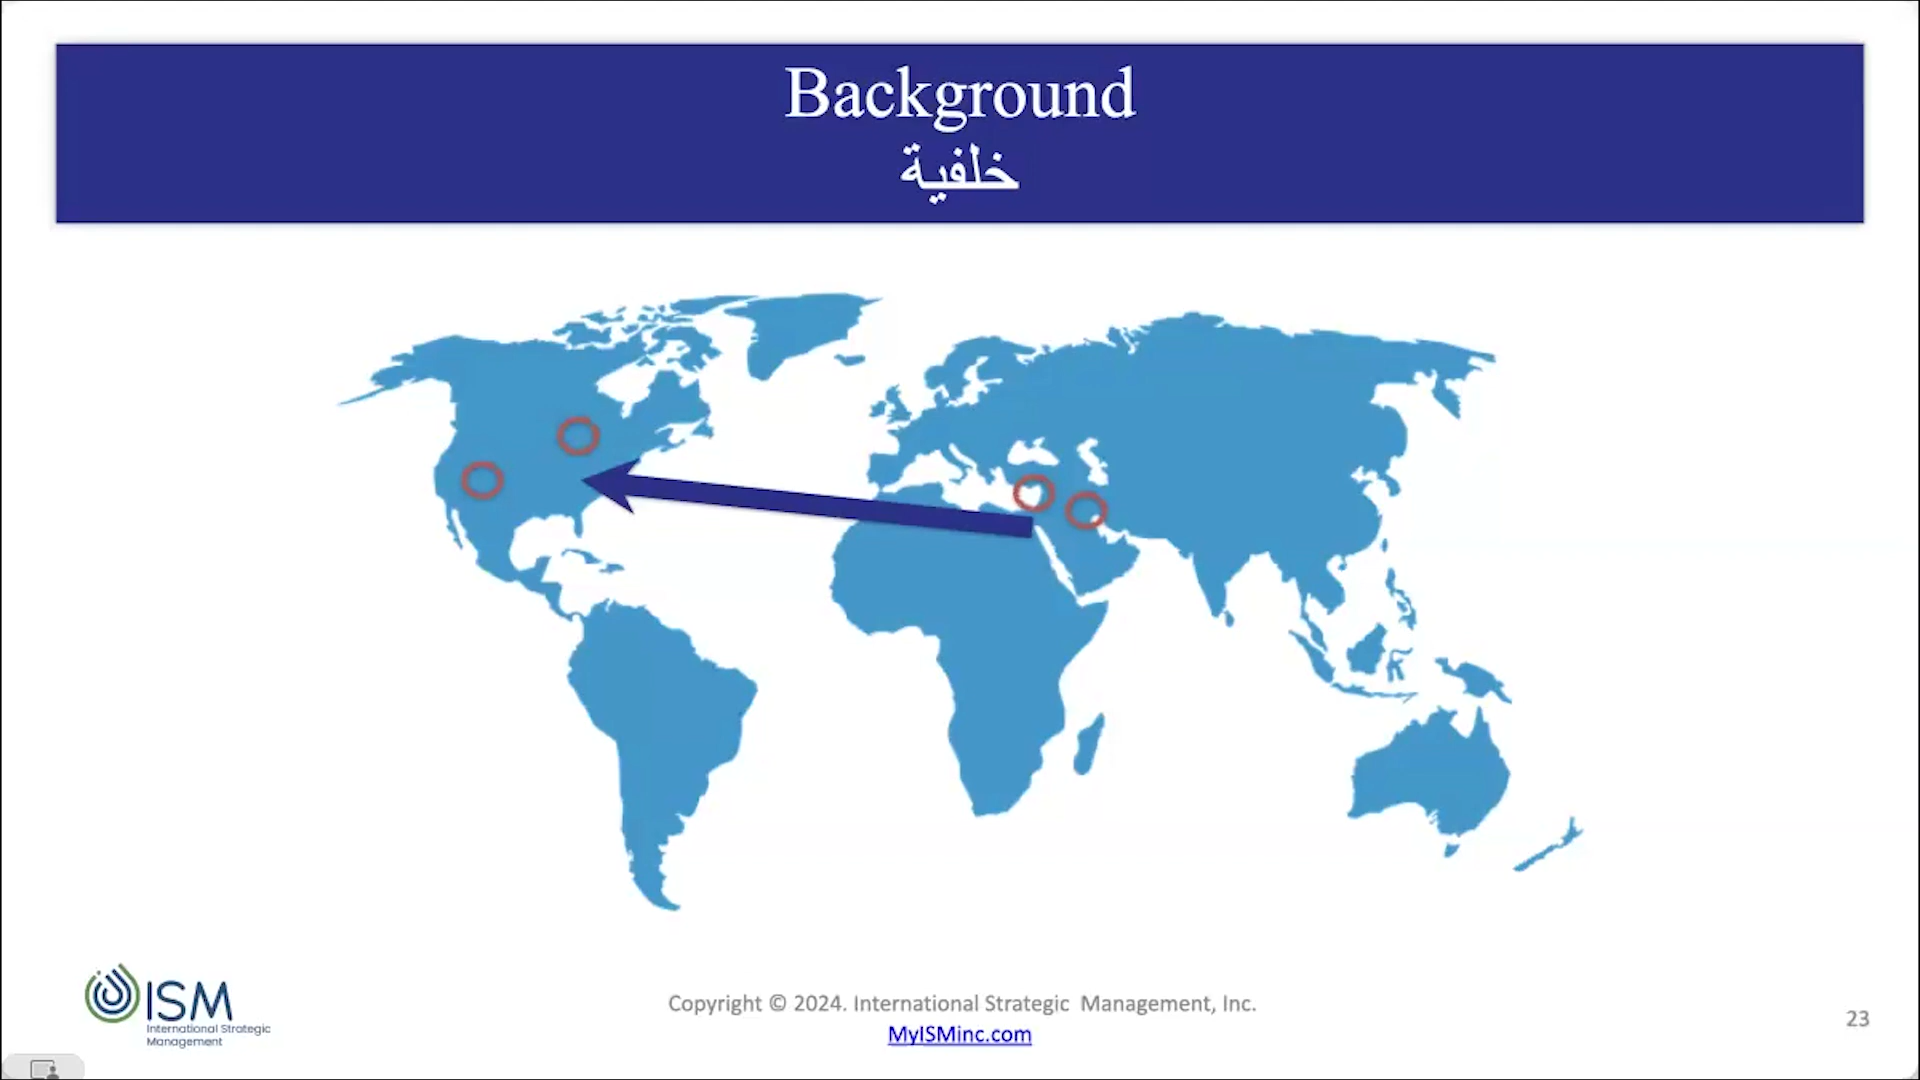 Background
خلفية
ISM
International Strategic
Management
Copyright © 2024. International Strategic Management, Inc.
MyISMinc.com
23